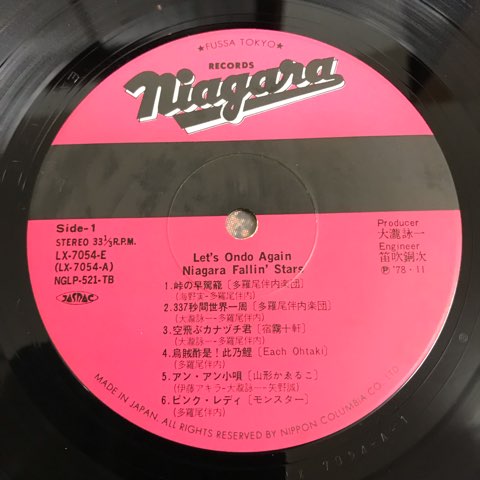 ★FUSSA TOKYO★
RECORDS
Niagara
Side-1
STEREO 33⅓R.P.M.
LX-7054-E
(LX-7054-A)
NGLP-521-TB
JASRAC
Producer
大瀧詠一
Engineer
笛吹銅次
Ⓟ'78・11
Let's Ondo Again
Niagara Fallin' Stars
1.峠の早駕籠[多羅尾伴内楽団]
(海野実-多羅尾伴内)
2.337秒間世界一周[多羅尾伴内楽団]
(大瀧詠一-多羅尾伴内)
3.空飛ぶカナヅチ君[宿霧十軒]
(多羅尾伴内)
4.烏賊酢是!此乃鯉[Each Ohtaki]
(多羅尾伴内)
5.アン・アン小唄[山形かゑるこ]
(伊藤アキラ-大瀧詠一-矢野誠)
6.ピンク・レディ[モンスター]
(多羅尾伴内)
MADE IN JAPAN. ALL RIGHTS RESERVED BY NIPPON COLUMBIA CO., LTD.
7054-A-1